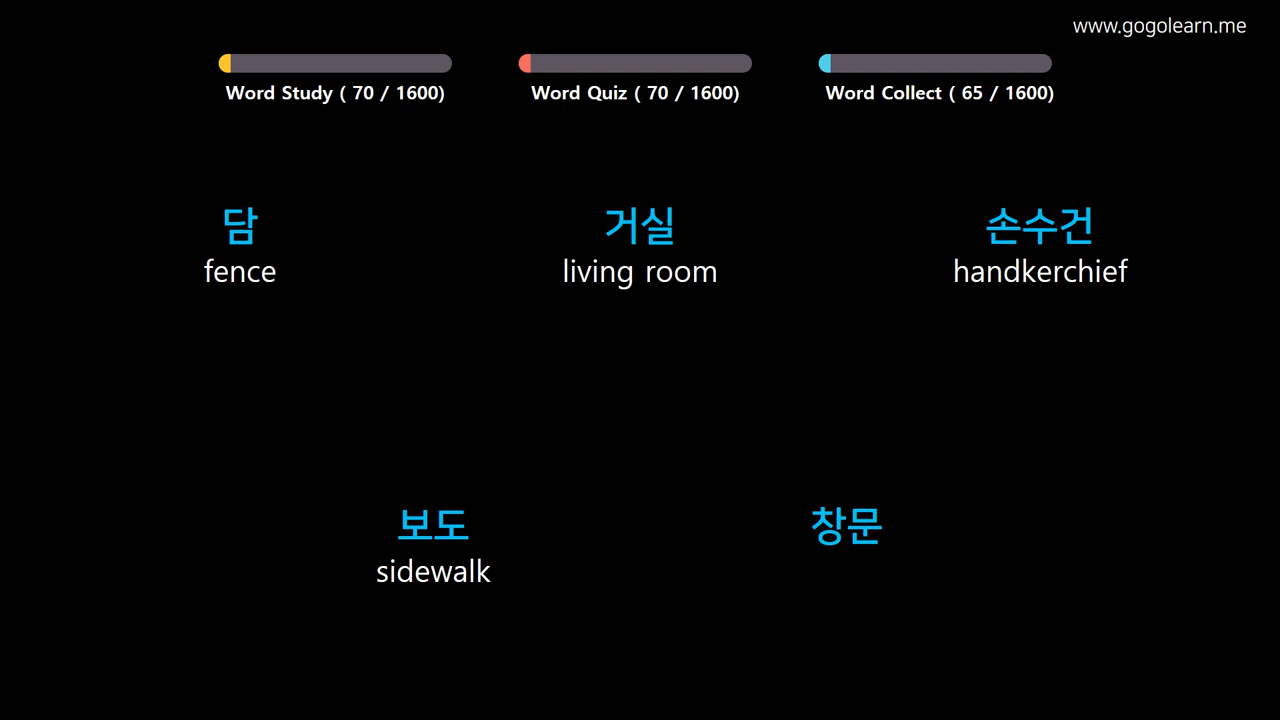 www.gogolearn.me
Word Study ( 70 / 1600)
Word Quiz ( 70 / 1600)
Word Collect ( 65 / 1600)
담
fence
거실
living room
손수건
handkerchief
보도
sidewalk
창문